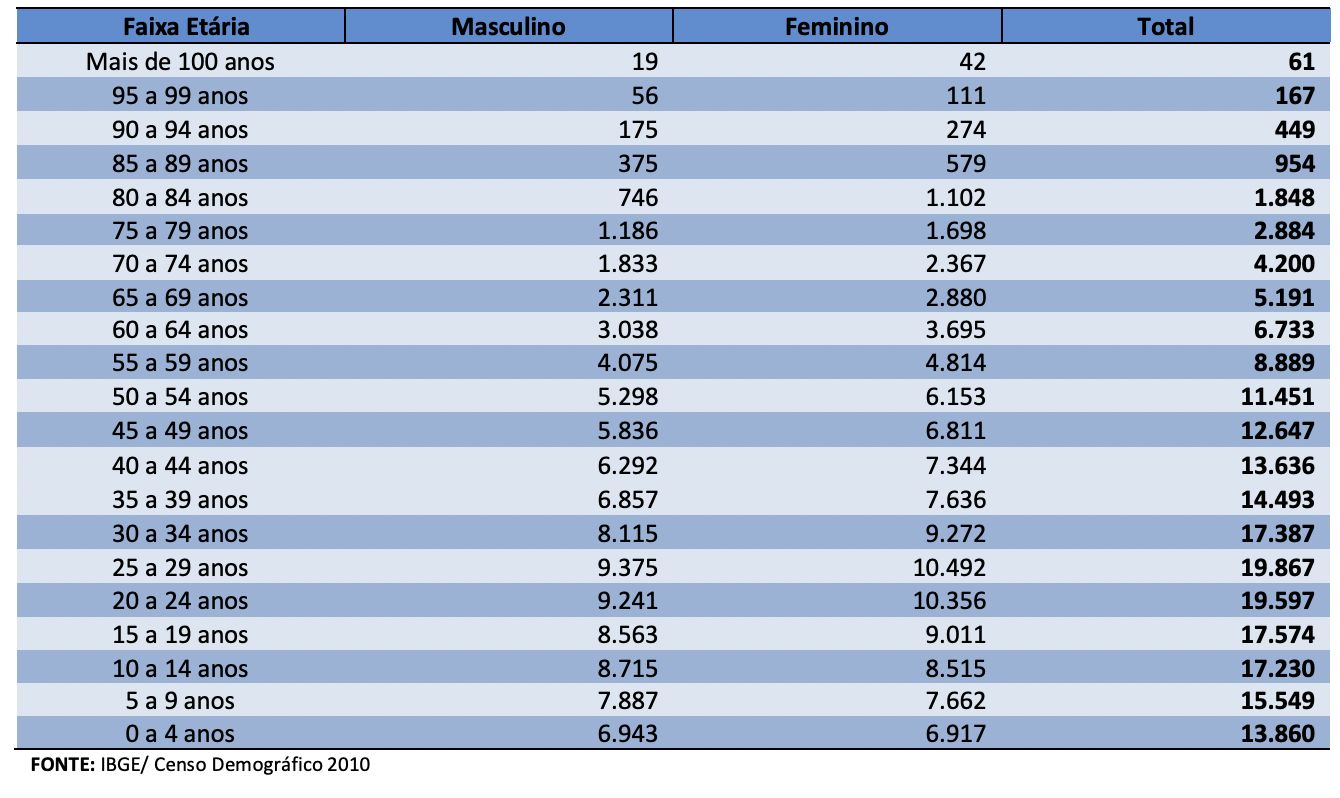 Faixa Etária Masculino Feminino Total
Mais de 100 anos 19 42 61
95 a 99 anos 56 111 167
90 a 94 anos 175 274 449
85 a 89 anos 375 579 954
80 a 84 anos 746 1.102 1.848
75 a 79 anos 1.186 1.698 2.884
70 a 74 anos 1.833 2.367 4.200
65 a 69 anos 2.311 2.880 5.191
60 a 64 anos 3.038 3.695 6.733
55 a 59 anos 4.075 4.814 8.889
50 a 54 anos 5.298 6.153 11.451
45 a 49 anos 5.836 6.811 12.647
40 a 44 anos 6.292 7.344 13.636
35 a 39 anos 6.857 7.636 14.493
30 a 34 anos 8.115 9.272 17.387
25 a 29 anos 9.375 10.492 19.867
20 a 24 anos 9.241 10.356 19.597
15 a 19 anos 8.563 9.011 17.574
10 a 14 anos 8.715 8.515 17.230
5 a 9 anos 7.887 7.662 15.549
0 a 4 anos 6.943 6.917 13.860
FONTE: IBGE/ Censo Demográfico 2010